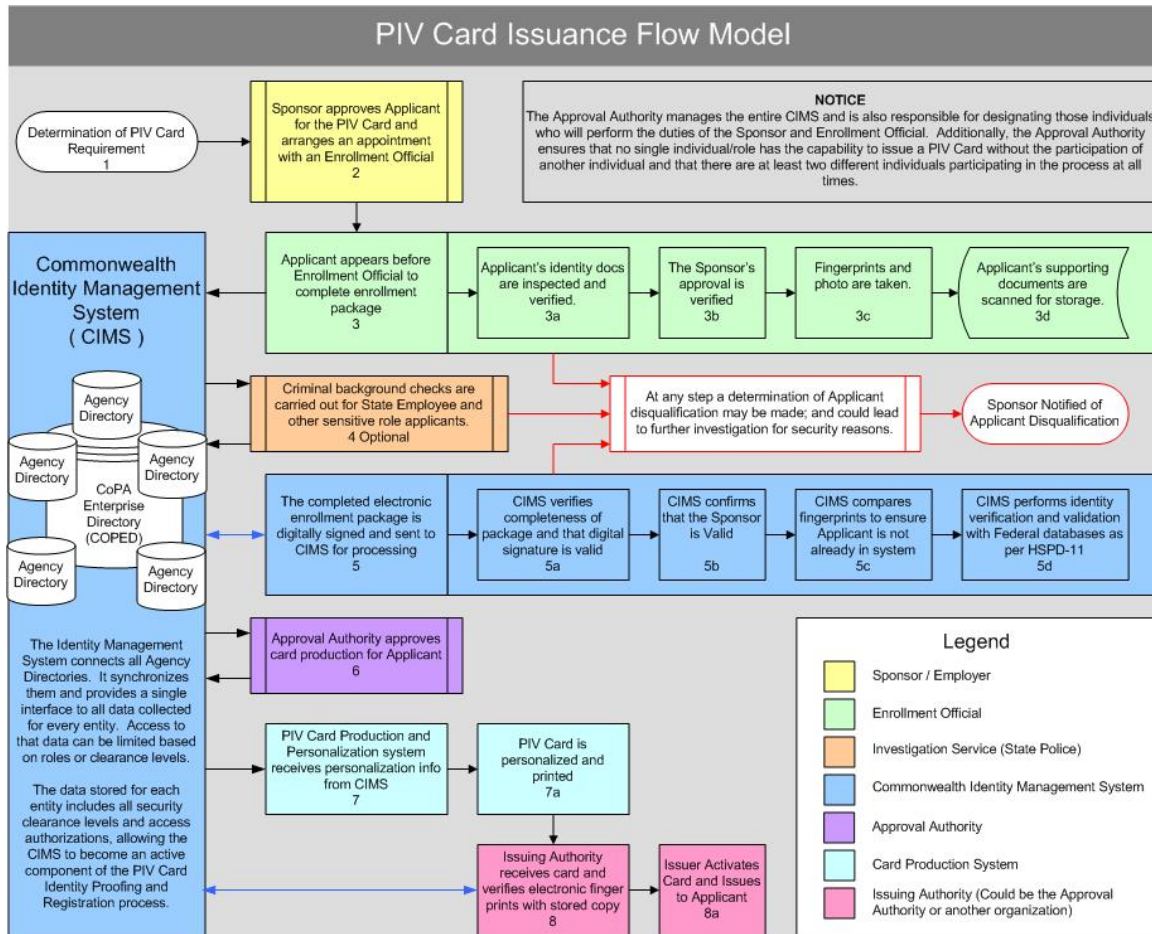 PIV Card Issuance Flow Model
Determination of PIV Card
Requirement
1
Sponsor approves Applicant
for the PIV Card and
arranges an appointment
with an Enrollment Official
2
NOTICE
The Approval Authority manages the entire CIMS and is also responsible for designating those individuals
who will perform the duties of the Sponsor and Enrollment Official. Additionally, the Approval Authority
ensures that no single individual/role has the capability to issue a PIV Card without the participation of
another individual and that there are at least two different individuals participating in the process at all
times.
Commonwealth
Identity Management
System
( CIMS )
Agency
Directory
Agency
Directory
Agency
Directory
CoPA
Enterprise
Directory
(COPED)
Agency
Directory
Agency
Directory
The Identity Management
System connects all Agency
Directories. It synchronizes
them and provides a single
interface to all data collected
for every entity. Access to
that data can be limited based
on roles or clearance levels.
The data stored for each
entity includes all security
clearance levels and access
authorizations, allowing the
CIMS to become an active
component of the PIV Card
Identity Proofing and
Registration process.
Applicant appears before
Enrollment Official to
complete enrollment
package
3
Applicant's identity docs
are inspected and
verified.
3a
The Sponsor's
approval is
verified
3b
Fingerprints and
photo are taken.
3c
Applicant's supporting
documents are
scanned for storage.
3d
Criminal background checks are
carried out for State Employee and
other sensitive role applicants.
4 Optional
At any step a determination of Applicant
disqualification may be made; and could lead
to further investigation for security reasons.
Sponsor Notified of
Applicant Disqualification
The completed electronic
enrollment package is
digitally signed and sent
to CIMS for processing
5
CIMS verifies
completeness of
package and that digital
signature is valid
5a
CIMS confirms
that the Sponsor
is Valid
5b
CIMS compares
fingerprints to ensure
Applicant is not
already in system
5c
CIMS performs identity
verification and validation
with Federal databases as
per HSPD-11
5d
Approval Authority approves
card production for Applicant
6
PIV Card Production and
Personalization system
receives personalization info
from CIMS
7
PIV Card is
personalized and
printed
7a
Issuing Authority
receives card and
verifies electronic finger
prints with stored copy
8
Issuer Activates
Card and Issues
to Applicant
8a
Legend
Sponsor / Employer
Enrollment Official
Investigation Service (State Police)
Commonwealth Identity Management System
Approval Authority
Card Production System
Issuing Authority (Could be the Approval
Authority or another organization)